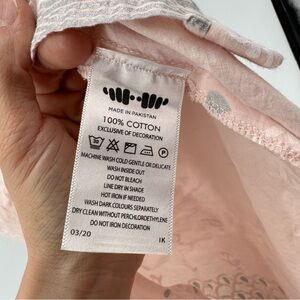 MADE IN PAKISTAN
100% COTTON
EXCLUSIVE OF DECORATION
30
P
MACHINE WASH COLD GENTLE OR DELICATE
WASH INSIDE OUT
DO NOT BLEACH
LINE DRY IN SHADE
HOT IRON IF NEEDED
WASH DARK COLOURS SEPARATELY
DRY CLEAN WITHOUT PERCHLOROETHYLENE
DO NOT IRON DECORATION
03/20 IK